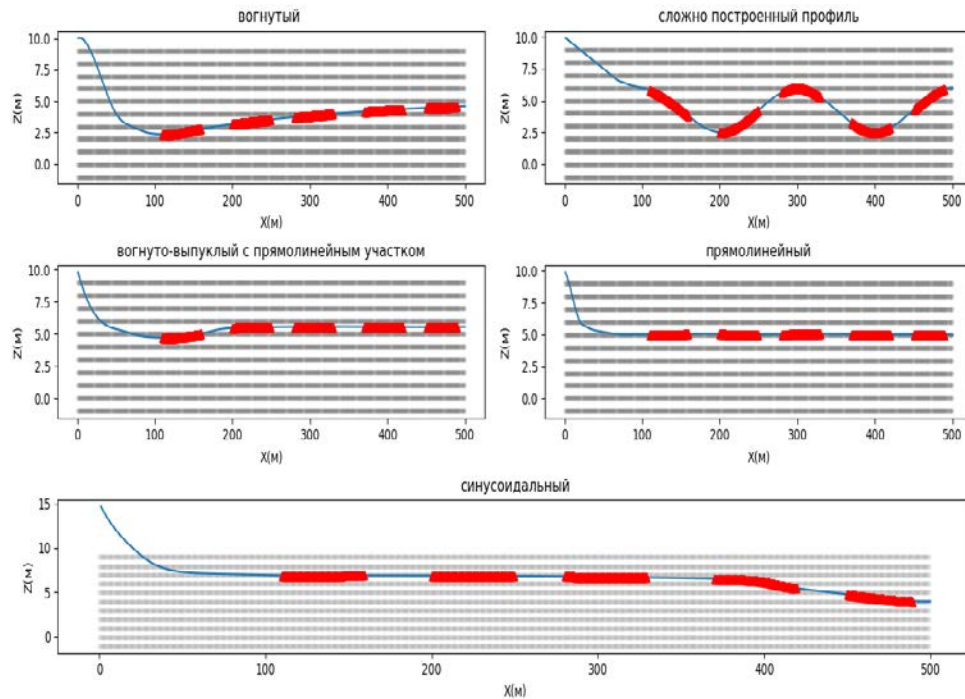 вогнутый
Z(м)
10.0
7.5
5.0
2.5
0.0
0 100 200 300 400 500
X(м)
сложно построенный профиль
Z(м)
10.0
7.5
5.0
2.5
0.0
0 100 200 300 400 500
X(м)
вогнуто-выпуклый с прямолинейным участком
Z(м)
10.0
7.5
5.0
2.5
0.0
0 100 200 300 400 500
X(м)
прямолинейный
Z(м)
10.0
7.5
5.0
2.5
0.0
0 100 200 300 400 500
X(м)
синусоидальный
Z(м)
15
10
5
0
0 100 200 300 400 500
X(м)